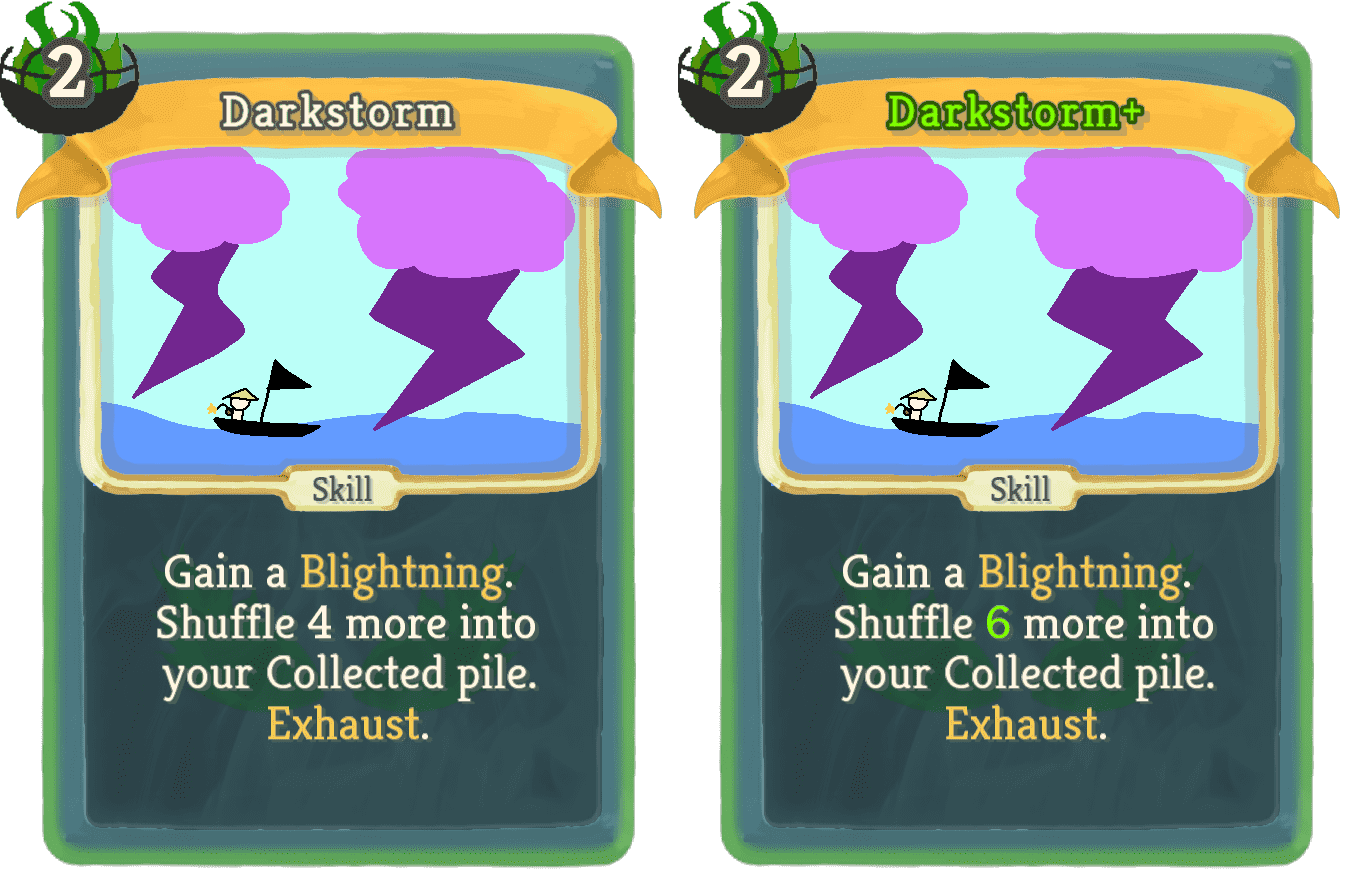 2
Darkstorm
Skill
Gain a Blightning.
Shuffle 4 more into
your Collected pile.
Exhaust.
2
Darkstorm+
Skill
Gain a Blightning.
Shuffle 6 more into
your Collected pile.
Exhaust.